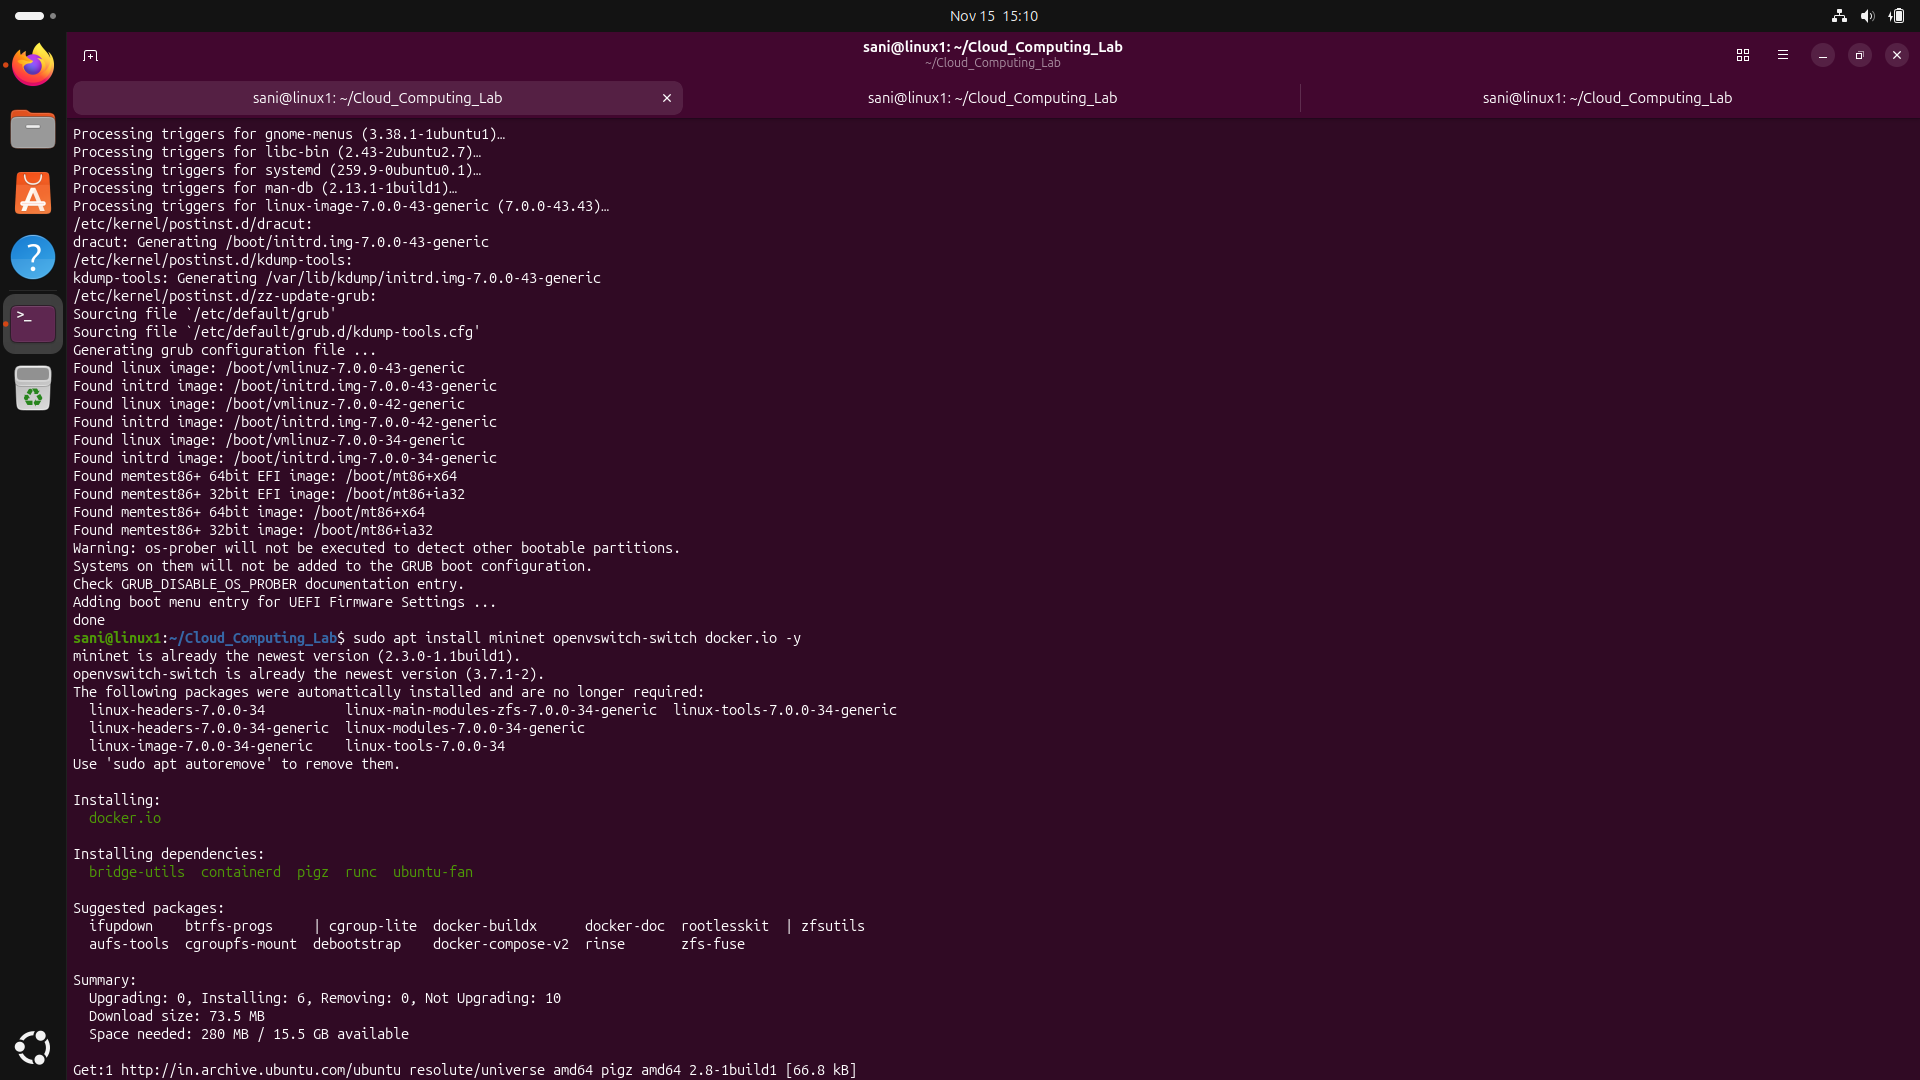 Nov 15  15:10
sani@linux1: ~/Cloud_Computing_Lab
~/Cloud_Computing_Lab
sani@linux1: ~/Cloud_Computing_Lab
sani@linux1: ~/Cloud_Computing_Lab
sani@linux1: ~/Cloud_Computing_Lab
Processing triggers for gnome-menus (3.38.1-1ubuntu1)…
Processing triggers for libc-bin (2.43-2ubuntu2.7)…
Processing triggers for systemd (259.9-0ubuntu0.1)…
Processing triggers for man-db (2.13.1-1build1)…
Processing triggers for linux-image-7.0.0-43-generic (7.0.0-43.43)…
/etc/kernel/postinst.d/dracut:
dracut: Generating /boot/initrd.img-7.0.0-43-generic
/etc/kernel/postinst.d/kdump-tools:
kdump-tools: Generating /var/lib/kdump/initrd.img-7.0.0-43-generic
/etc/kernel/postinst.d/zz-update-grub:
Sourcing file `/etc/default/grub'
Sourcing file `/etc/default/grub.d/kdump-tools.cfg'
Generating grub configuration file ...
Found linux image: /boot/vmlinuz-7.0.0-43-generic
Found initrd image: /boot/initrd.img-7.0.0-43-generic
Found linux image: /boot/vmlinuz-7.0.0-42-generic
Found initrd image: /boot/initrd.img-7.0.0-42-generic
Found linux image: /boot/vmlinuz-7.0.0-34-generic
Found initrd image: /boot/initrd.img-7.0.0-34-generic
Found memtest86+ 64bit EFI image: /boot/mt86+x64
Found memtest86+ 32bit EFI image: /boot/mt86+ia32
Found memtest86+ 64bit image: /boot/mt86+x64
Found memtest86+ 32bit image: /boot/mt86+ia32
Warning: os-prober will not be executed to detect other bootable partitions.
Systems on them will not be added to the GRUB boot configuration.
Check GRUB_DISABLE_OS_PROBER documentation entry.
Adding boot menu entry for UEFI Firmware Settings ...
done
sani@linux1:~/Cloud_Computing_Lab$ sudo apt install mininet openvswitch-switch docker.io -y
mininet is already the newest version (2.3.0-1.1build1).
openvswitch-switch is already the newest version (3.7.1-2).
The following packages were automatically installed and are no longer required:
  linux-headers-7.0.0-34          linux-main-modules-zfs-7.0.0-34-generic  linux-tools-7.0.0-34-generic
  linux-headers-7.0.0-34-generic  linux-modules-7.0.0-34-generic
  linux-image-7.0.0-34-generic    linux-tools-7.0.0-34
Use 'sudo apt autoremove' to remove them.
Installing:
  docker.io
Installing dependencies:
  bridge-utils  containerd  pigz  runc  ubuntu-fan
Suggested packages:
  ifupdown    btrfs-progs     | cgroup-lite  docker-buildx      docker-doc  rootlesskit  | zfsutils
  aufs-tools  cgroupfs-mount  debootstrap    docker-compose-v2  rinse       zfs-fuse
Summary:
  Upgrading: 0, Installing: 6, Removing: 0, Not Upgrading: 10
  Download size: 73.5 MB
  Space needed: 280 MB / 15.5 GB available
Get:1 http://in.archive.ubuntu.com/ubuntu resolute/universe amd64 pigz amd64 2.8-1build1 [66.8 kB]